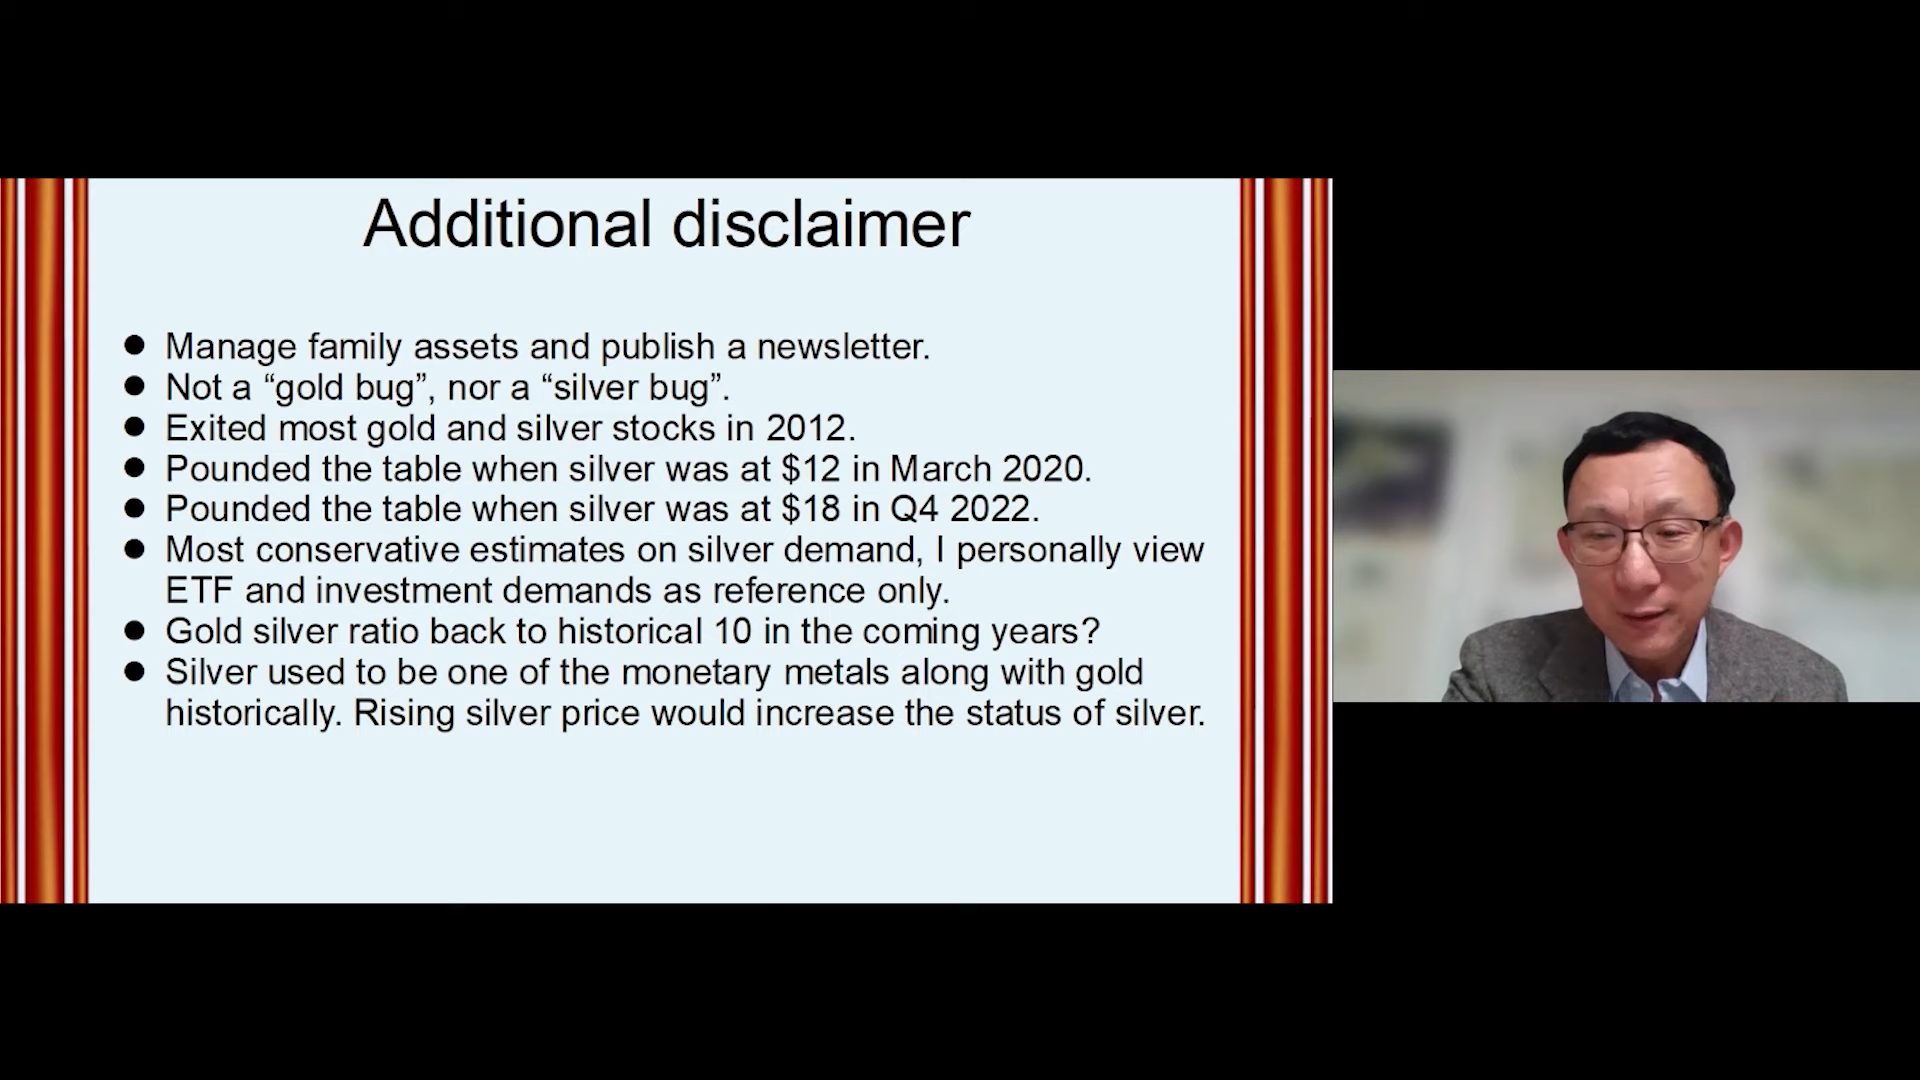 Additional disclaimer
● Manage family assets and publish a newsletter.
● Not a “gold bug”, nor a “silver bug”.
● Exited most gold and silver stocks in 2012.
● Pounded the table when silver was at $12 in March 2020.
● Pounded the table when silver was at $18 in Q4 2022.
● Most conservative estimates on silver demand, I personally view
ETF and investment demands as reference only.
● Gold silver ratio back to historical 10 in the coming years?
● Silver used to be one of the monetary metals along with gold
historically. Rising silver price would increase the status of silver.